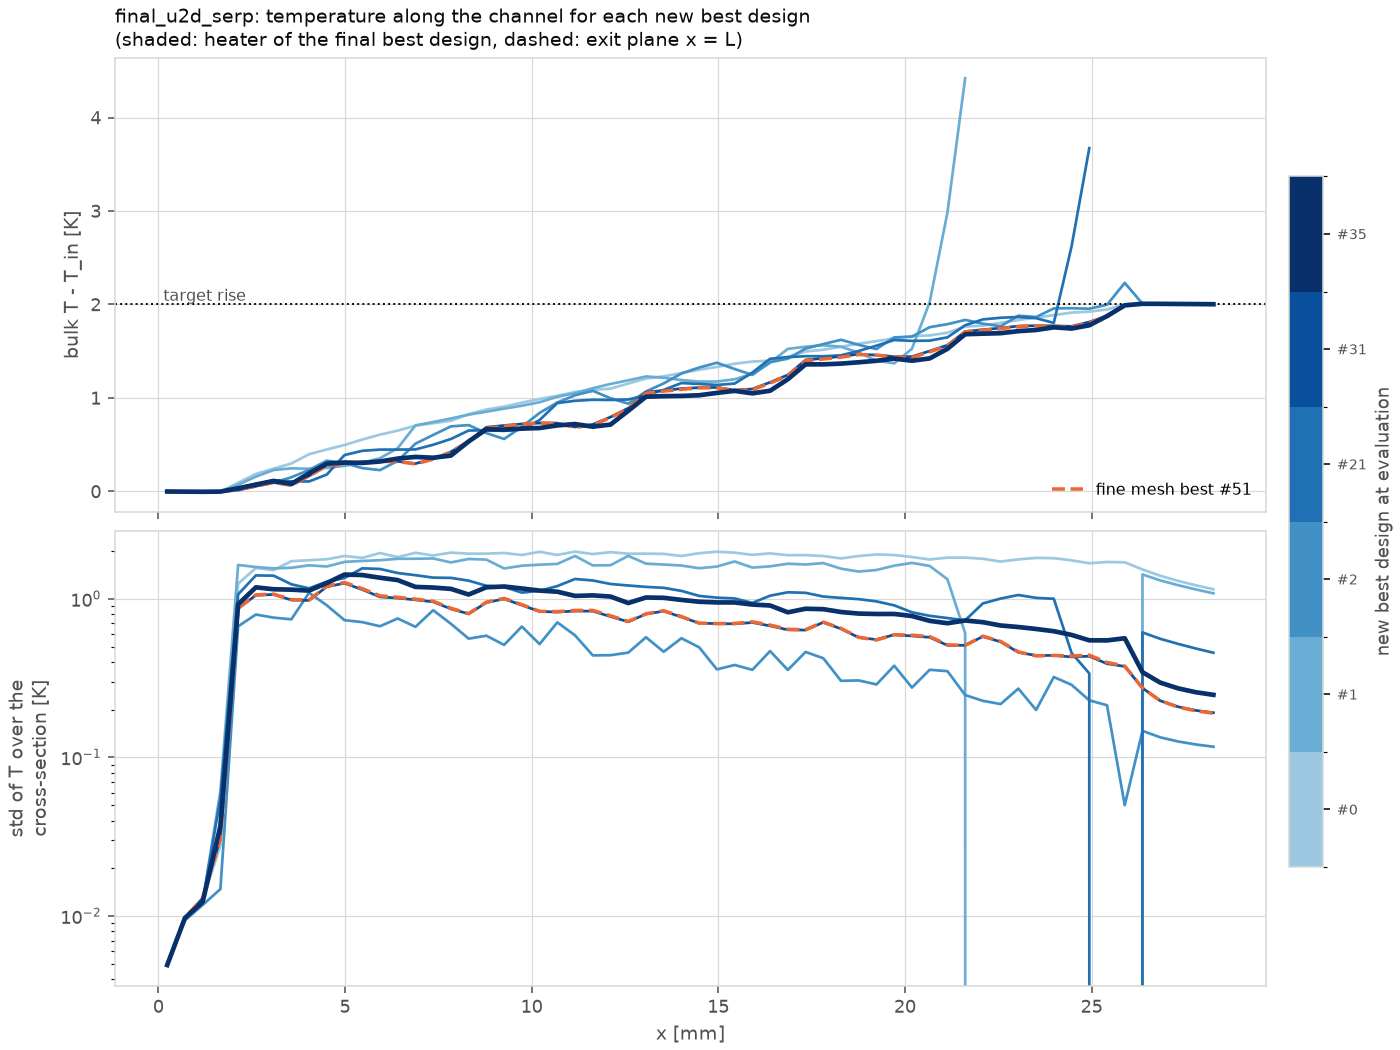 final_u2d_serp: temperature along the channel for each new best design
(shaded: heater of the final best design, dashed: exit plane x = L)
bulk T - T_in [K]
4
3
2
1
0
target rise
fine mesh best #51
std of T over the
cross-section [K]
10⁰
10⁻¹
10⁻²
0
5
10
15
20
25
x [mm]
#35
#31
#21
#2
#1
#0
new best design at evaluation